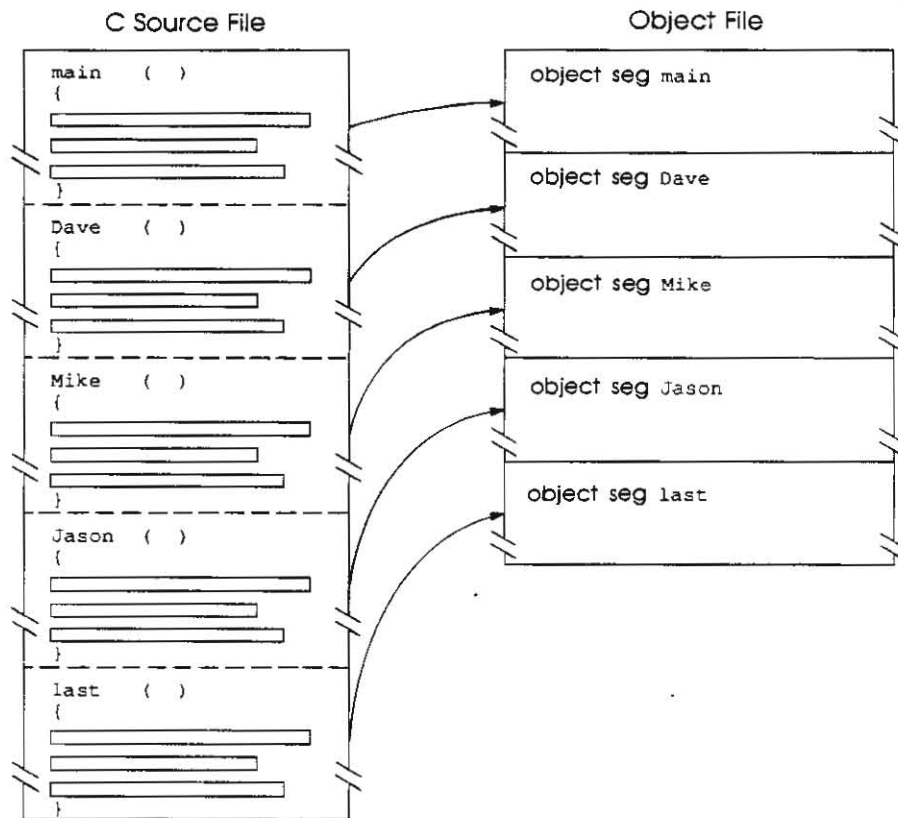 C Source File
main ( )
{
}
Dave ( )
{
}
Mike ( )
{
}
Jason ( )
{
}
last ( )
{
}
Object File
object seg main
object seg Dave
object seg Mike
object seg Jason
object seg last